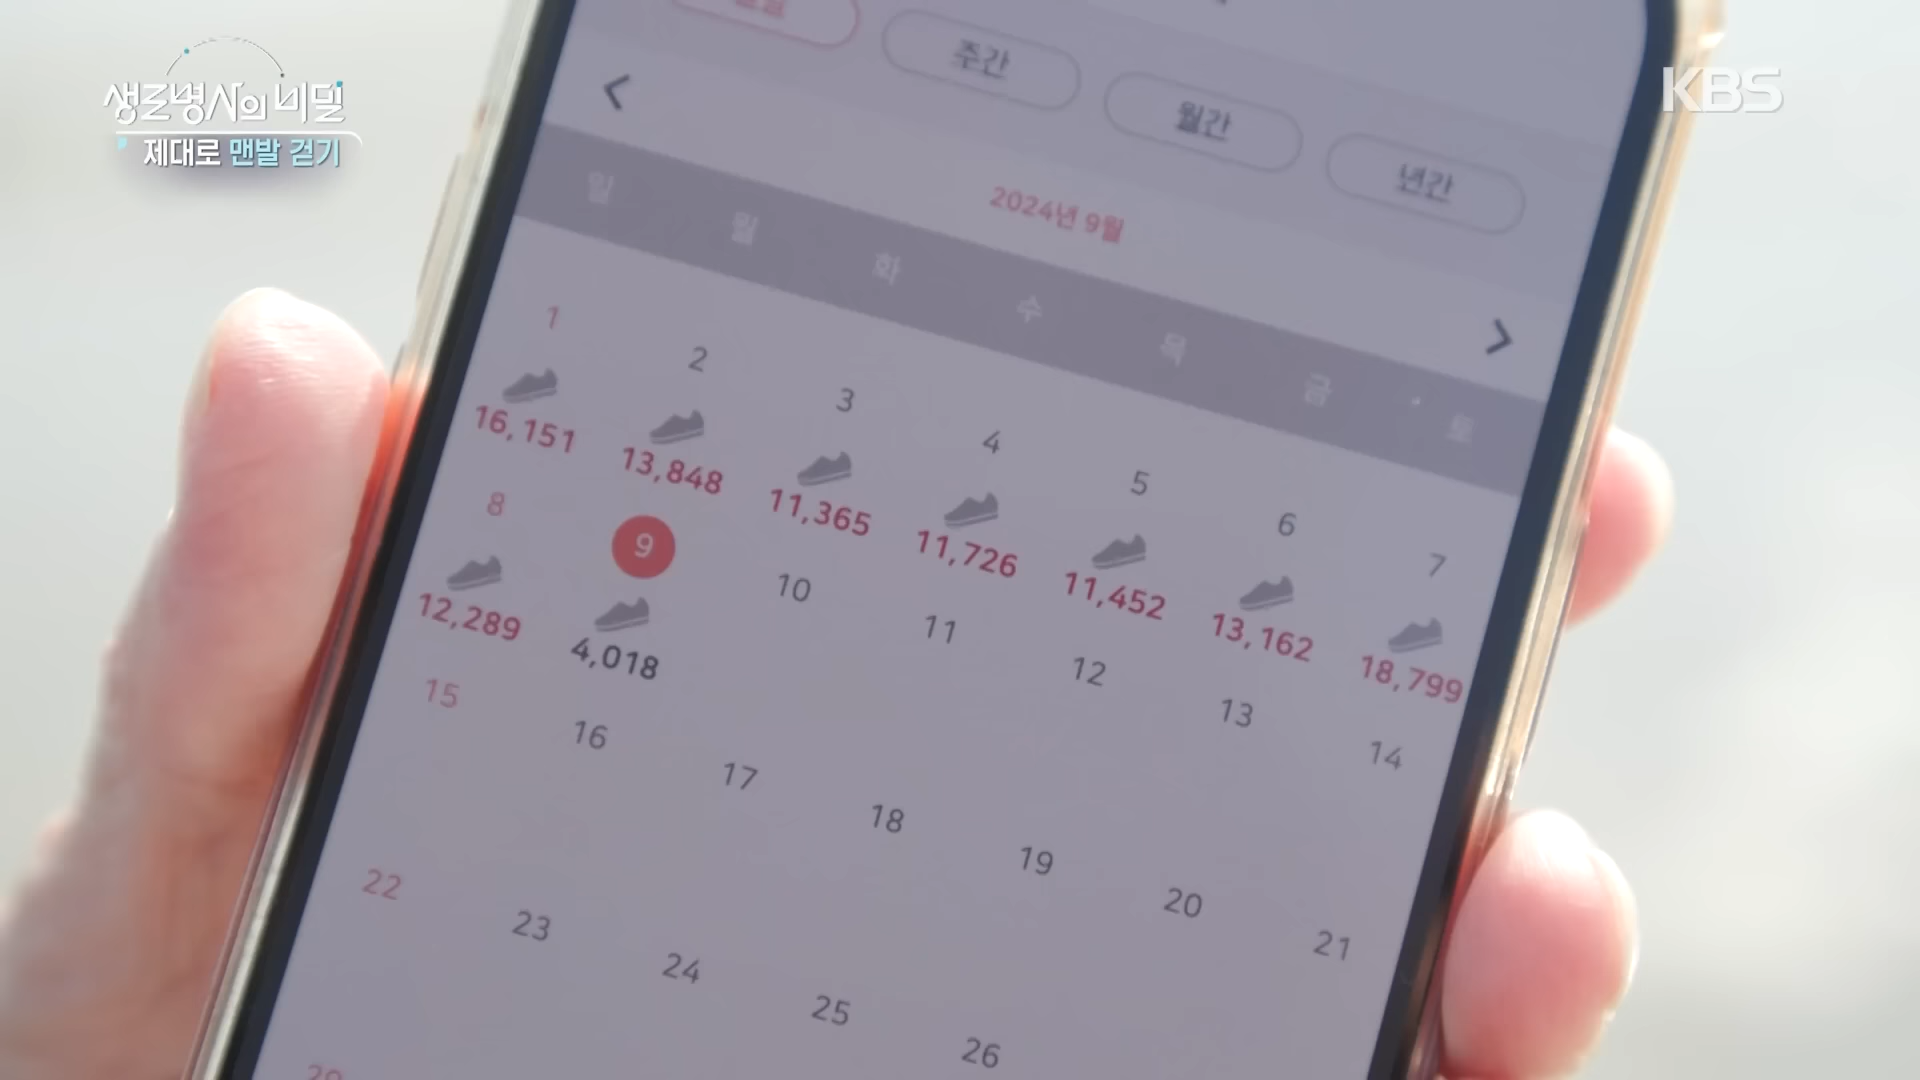 생로병사의 비밀
제대로 맨발 걷기
KBS
주간 월간 년간
2024년 9월
일 월 화 수 목 금 토
1 2 3 4 5 6 7
16,151 13,848 11,365 11,726 11,452 13,162 18,799
8 9 10 11 12 13 14
12,289 4,018
15 16 17 18 19 20 21
22 23 24 25 26